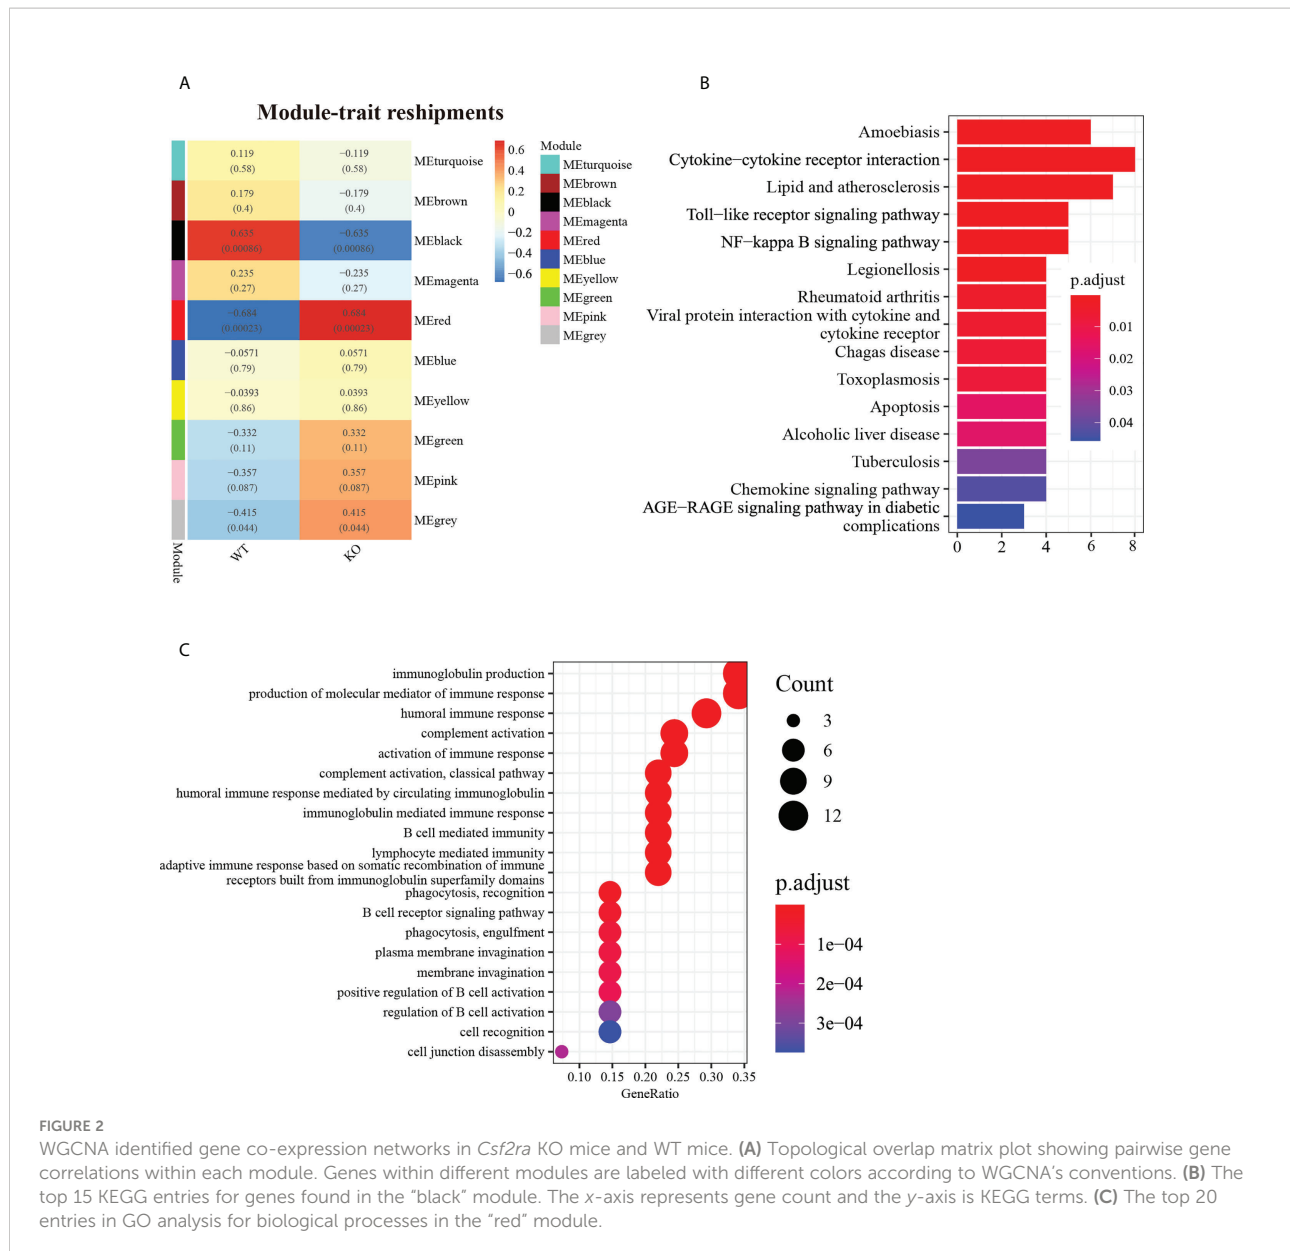 A
Module-trait reshipments
0.119 −0.119 MEturquoise
(0.58) (0.58)
0.179 −0.179 MEbrown
(0.4) (0.4)
0.635 −0.635 MEblack
(0.00086) (0.00086)
0.235 −0.235 MEmagenta
(0.27) (0.27)
−0.684 0.684 MEred
(0.00023) (0.00023)
−0.0571 0.0571 MEblue
(0.79) (0.79)
−0.0393 0.0393 MEyellow
(0.86) (0.86)
−0.332 0.332 MEgreen
(0.11) (0.11)
−0.357 0.357 MEpink
(0.087) (0.087)
−0.415 0.415 MEgrey
(0.044) (0.044)
Module
WT KO
0.6
0.4
0.2
0
−0.2
−0.4
−0.6
Module
MEturquoise
MEbrown
MEblack
MEmagenta
MEred
MEblue
MEyellow
MEgreen
MEpink
MEgrey
B
Amoebiasis
Cytokine−cytokine receptor interaction
Lipid and atherosclerosis
Toll−like receptor signaling pathway
NF−kappa B signaling pathway
Legionellosis
Rheumatoid arthritis
Viral protein interaction with cytokine and
cytokine receptor
Chagas disease
Toxoplasmosis
Apoptosis
Alcoholic liver disease
Tuberculosis
Chemokine signaling pathway
AGE−RAGE signaling pathway in diabetic
complications
0 2 4 6 8
p.adjust
0.01
0.02
0.03
0.04
C
immunoglobulin production
production of molecular mediator of immune response
humoral immune response
complement activation
activation of immune response
complement activation, classical pathway
humoral immune response mediated by circulating immunoglobulin
immunoglobulin mediated immune response
B cell mediated immunity
lymphocyte mediated immunity
adaptive immune response based on somatic recombination of immune
receptors built from immunoglobulin superfamily domains
phagocytosis, recognition
B cell receptor signaling pathway
phagocytosis, engulfment
plasma membrane invagination
membrane invagination
positive regulation of B cell activation
regulation of B cell activation
cell recognition
cell junction disassembly
0.10 0.15 0.20 0.25 0.30 0.35
GeneRatio
Count
3
6
9
12
p.adjust
1e−04
2e−04
3e−04
FIGURE 2
WGCNA identified gene co-expression networks in Csf2ra KO mice and WT mice. (A) Topological overlap matrix plot showing pairwise gene
correlations within each module. Genes within different modules are labeled with different colors according to WGCNA's conventions. (B) The
top 15 KEGG entries for genes found in the "black" module. The x-axis represents gene count and the y-axis is KEGG terms. (C) The top 20
entries in GO analysis for biological processes in the "red" module.